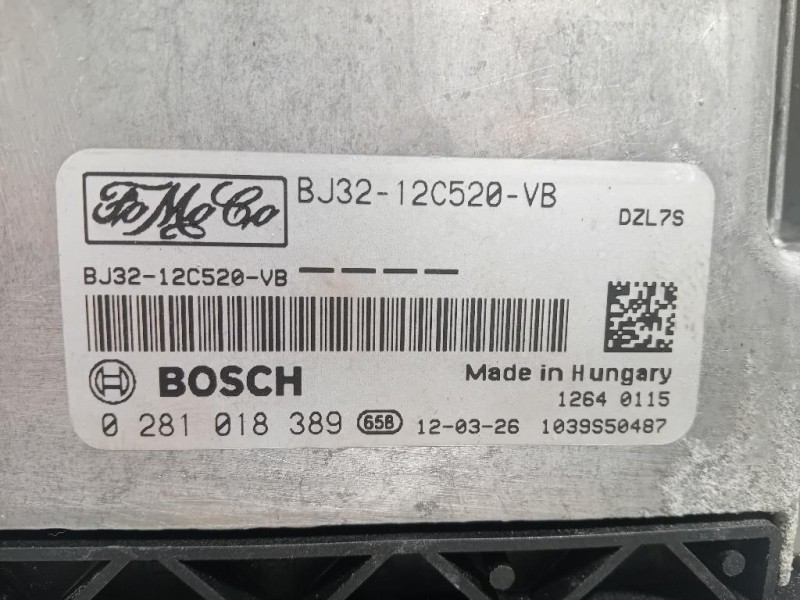 FoMoCo
BJ32-12C520-VB
DZL7S
BJ32-12C520-VB — — — —
BOSCH
Made in Hungary
1264 0115
0 281 018 389 65B 12-03-26 1039S50487